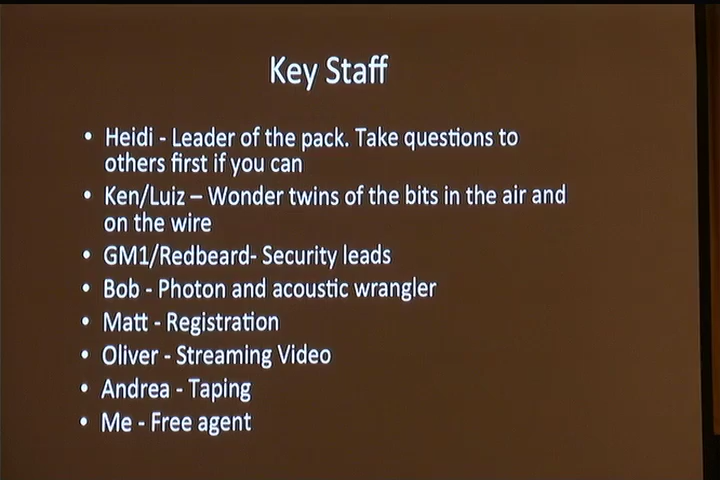 Key Staff
• Heidi - Leader of the pack. Take questions to
others first if you can
• Ken/Luiz – Wonder twins of the bits in the air and
on the wire
• GM1/Redbeard- Security leads
• Bob - Photon and acoustic wrangler
• Matt - Registration
• Oliver - Streaming Video
• Andrea - Taping
• Me - Free agent